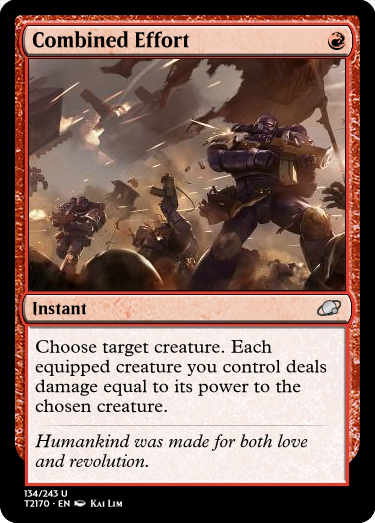 Combined Effort
Instant
Choose target creature. Each
equipped creature you control deals
damage equal to its power to the
chosen creature.
Humankind was made for both love
and revolution.
134/243 U
T2170 · EN Kai Lim